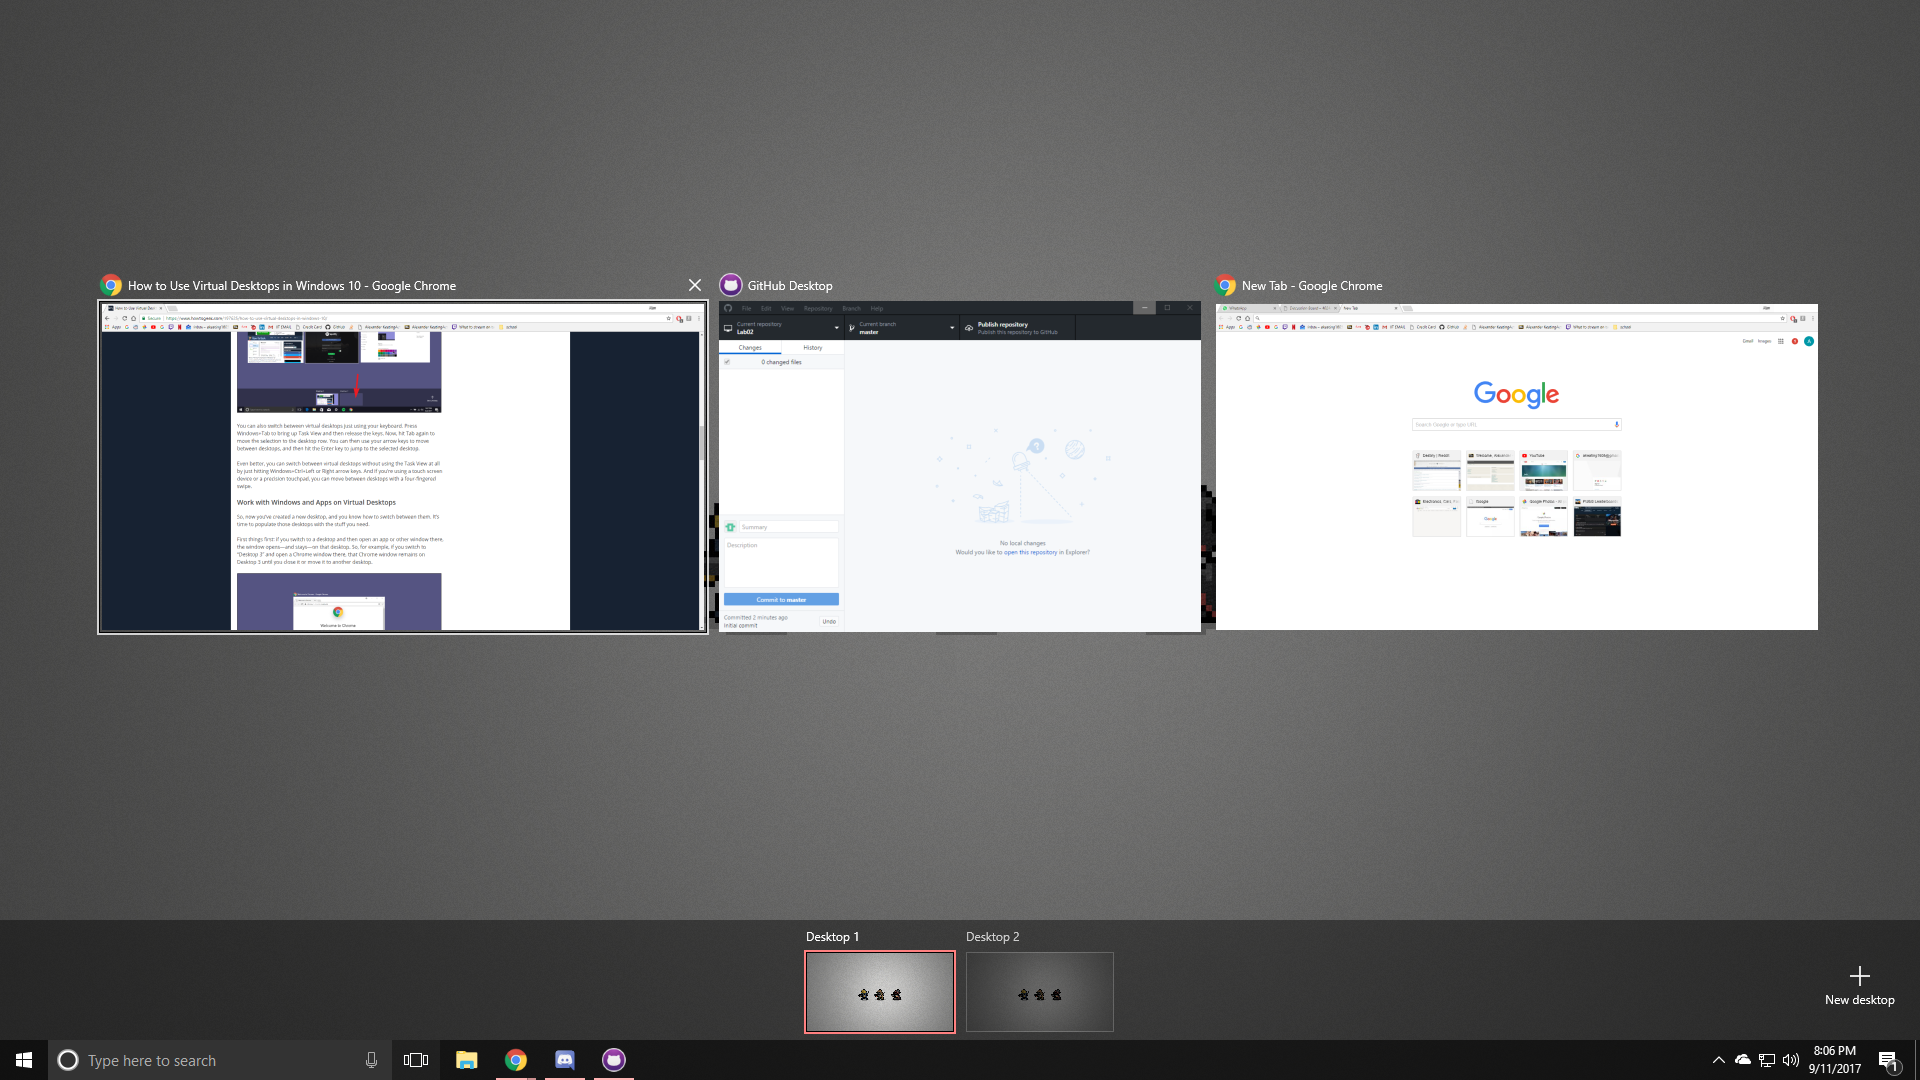 How to Use Virtual Desktops in Windows 10 - Google Chrome
You can also switch between virtual desktops just using your keyboard. Press
Windows+Tab to bring up Task View and then release the keys. Now, hit Tab again to
move the selection to the desktop row. You can then use your arrow keys to move
between desktops, and then hit the Enter key to jump to the selected desktop.
Even better, you can switch between virtual desktops without using the Task View at all
by just hitting Windows+Ctrl+Left or Right arrow keys. And if you're using a touch screen
device or a precision touchpad, you can move between desktops with a four-fingered
swipe.
Work with Windows and Apps on Virtual Desktops
So, now you've created a new desktop, and you know how to switch between them. It's
time to populate those desktops with the stuff you need.
First things first: if you switch to a desktop and then open an app or other window there,
the window opens—and stays—on that desktop. So, for example, if you switch to
"Desktop 3" and open a Chrome window there, that Chrome window remains on
Desktop 3 until you close it or move it to another desktop.
Welcome to Chrome
GitHub Desktop
File Edit View Repository Branch Help
Current repository
Lab02
Current branch
master
Publish repository
Publish this repository to GitHub
Changes
History
0 changed files
No local changes
Would you like to open this repository in Explorer?
Summary
Description
Commit to master
Committed 2 minutes ago
Initial commit
Undo
New Tab - Google Chrome
Gmail Images
Google
Search Google or type URL
YouTube
Google
Desktop 1
Desktop 2
New desktop
Type here to search
8:06 PM
9/11/2017
1